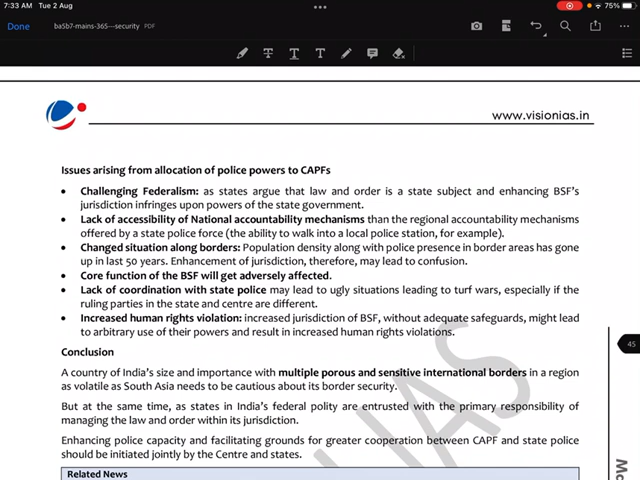 7:33 AM Tue 2 Aug
75%
Done
ba5b7-mains-365---security PDF
www.visionias.in
Issues arising from allocation of police powers to CAPFs
• Challenging Federalism: as states argue that law and order is a state subject and enhancing BSF's
jurisdiction infringes upon powers of the state government.
• Lack of accessibility of National accountability mechanisms than the regional accountability mechanisms
offered by a state police force (the ability to walk into a local police station, for example).
• Changed situation along borders: Population density along with police presence in border areas has gone
up in last 50 years. Enhancement of jurisdiction, therefore, may lead to confusion.
• Core function of the BSF will get adversely affected.
• Lack of coordination with state police may lead to ugly situations leading to turf wars, especially if the
ruling parties in the state and centre are different.
• Increased human rights violation: increased jurisdiction of BSF, without adequate safeguards, might lead
to arbitrary use of their powers and result in increased human rights violations.
45
Conclusion
A country of India's size and importance with multiple porous and sensitive international borders in a region
as volatile as South Asia needs to be cautious about its border security.
But at the same time, as states in India's federal polity are entrusted with the primary responsibility of
managing the law and order within its jurisdiction.
Enhancing police capacity and facilitating grounds for greater cooperation between CAPF and state police
should be initiated jointly by the Centre and states.
Related News
IAS